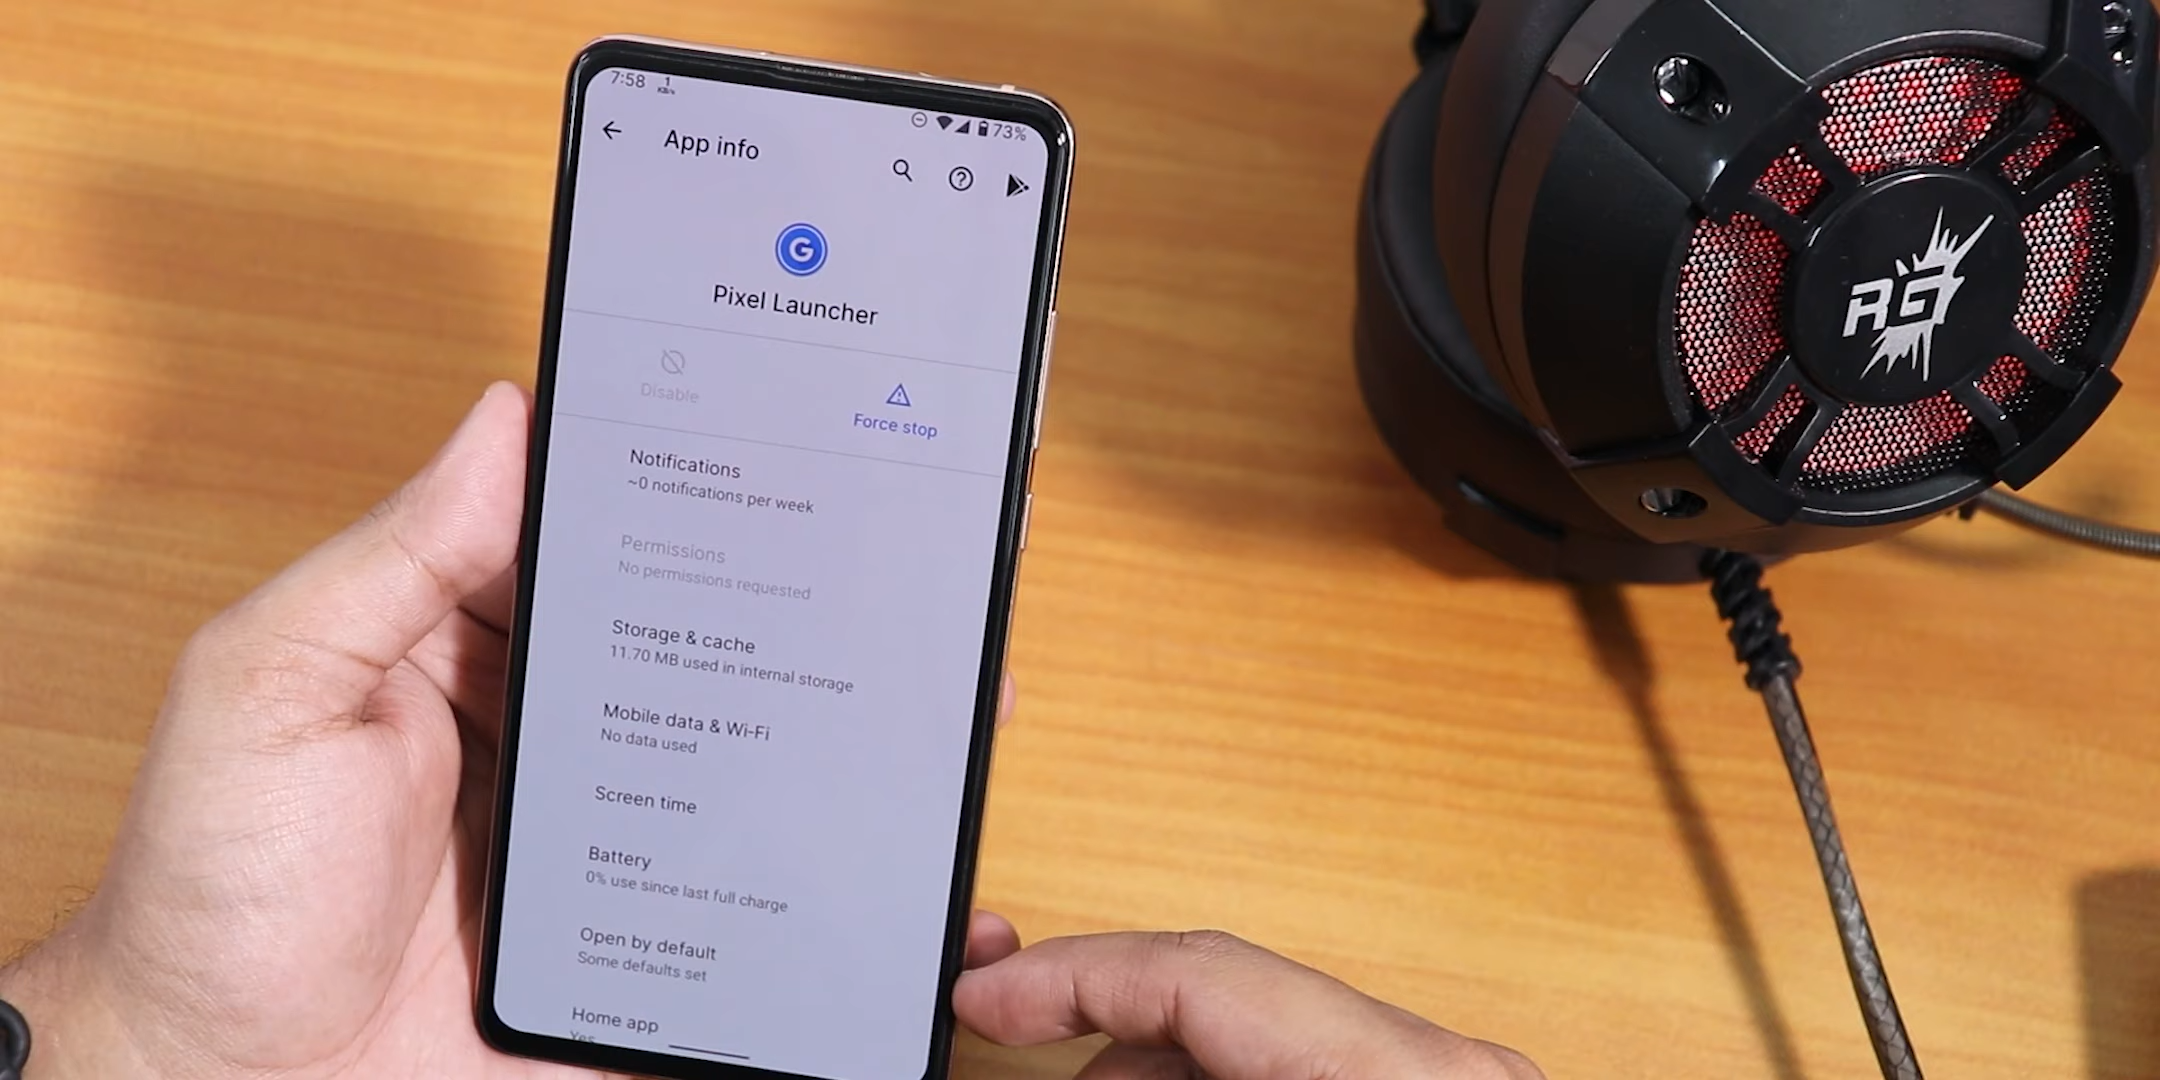 7:58 1 KB/s
73%
App info
G
Pixel Launcher
Disable
Force stop
Notifications
~0 notifications per week
Permissions
No permissions requested
Storage & cache
11.70 MB used in internal storage
Mobile data & Wi-Fi
No data used
Screen time
Battery
0% use since last full charge
Open by default
Some defaults set
Home app
Yes
RG